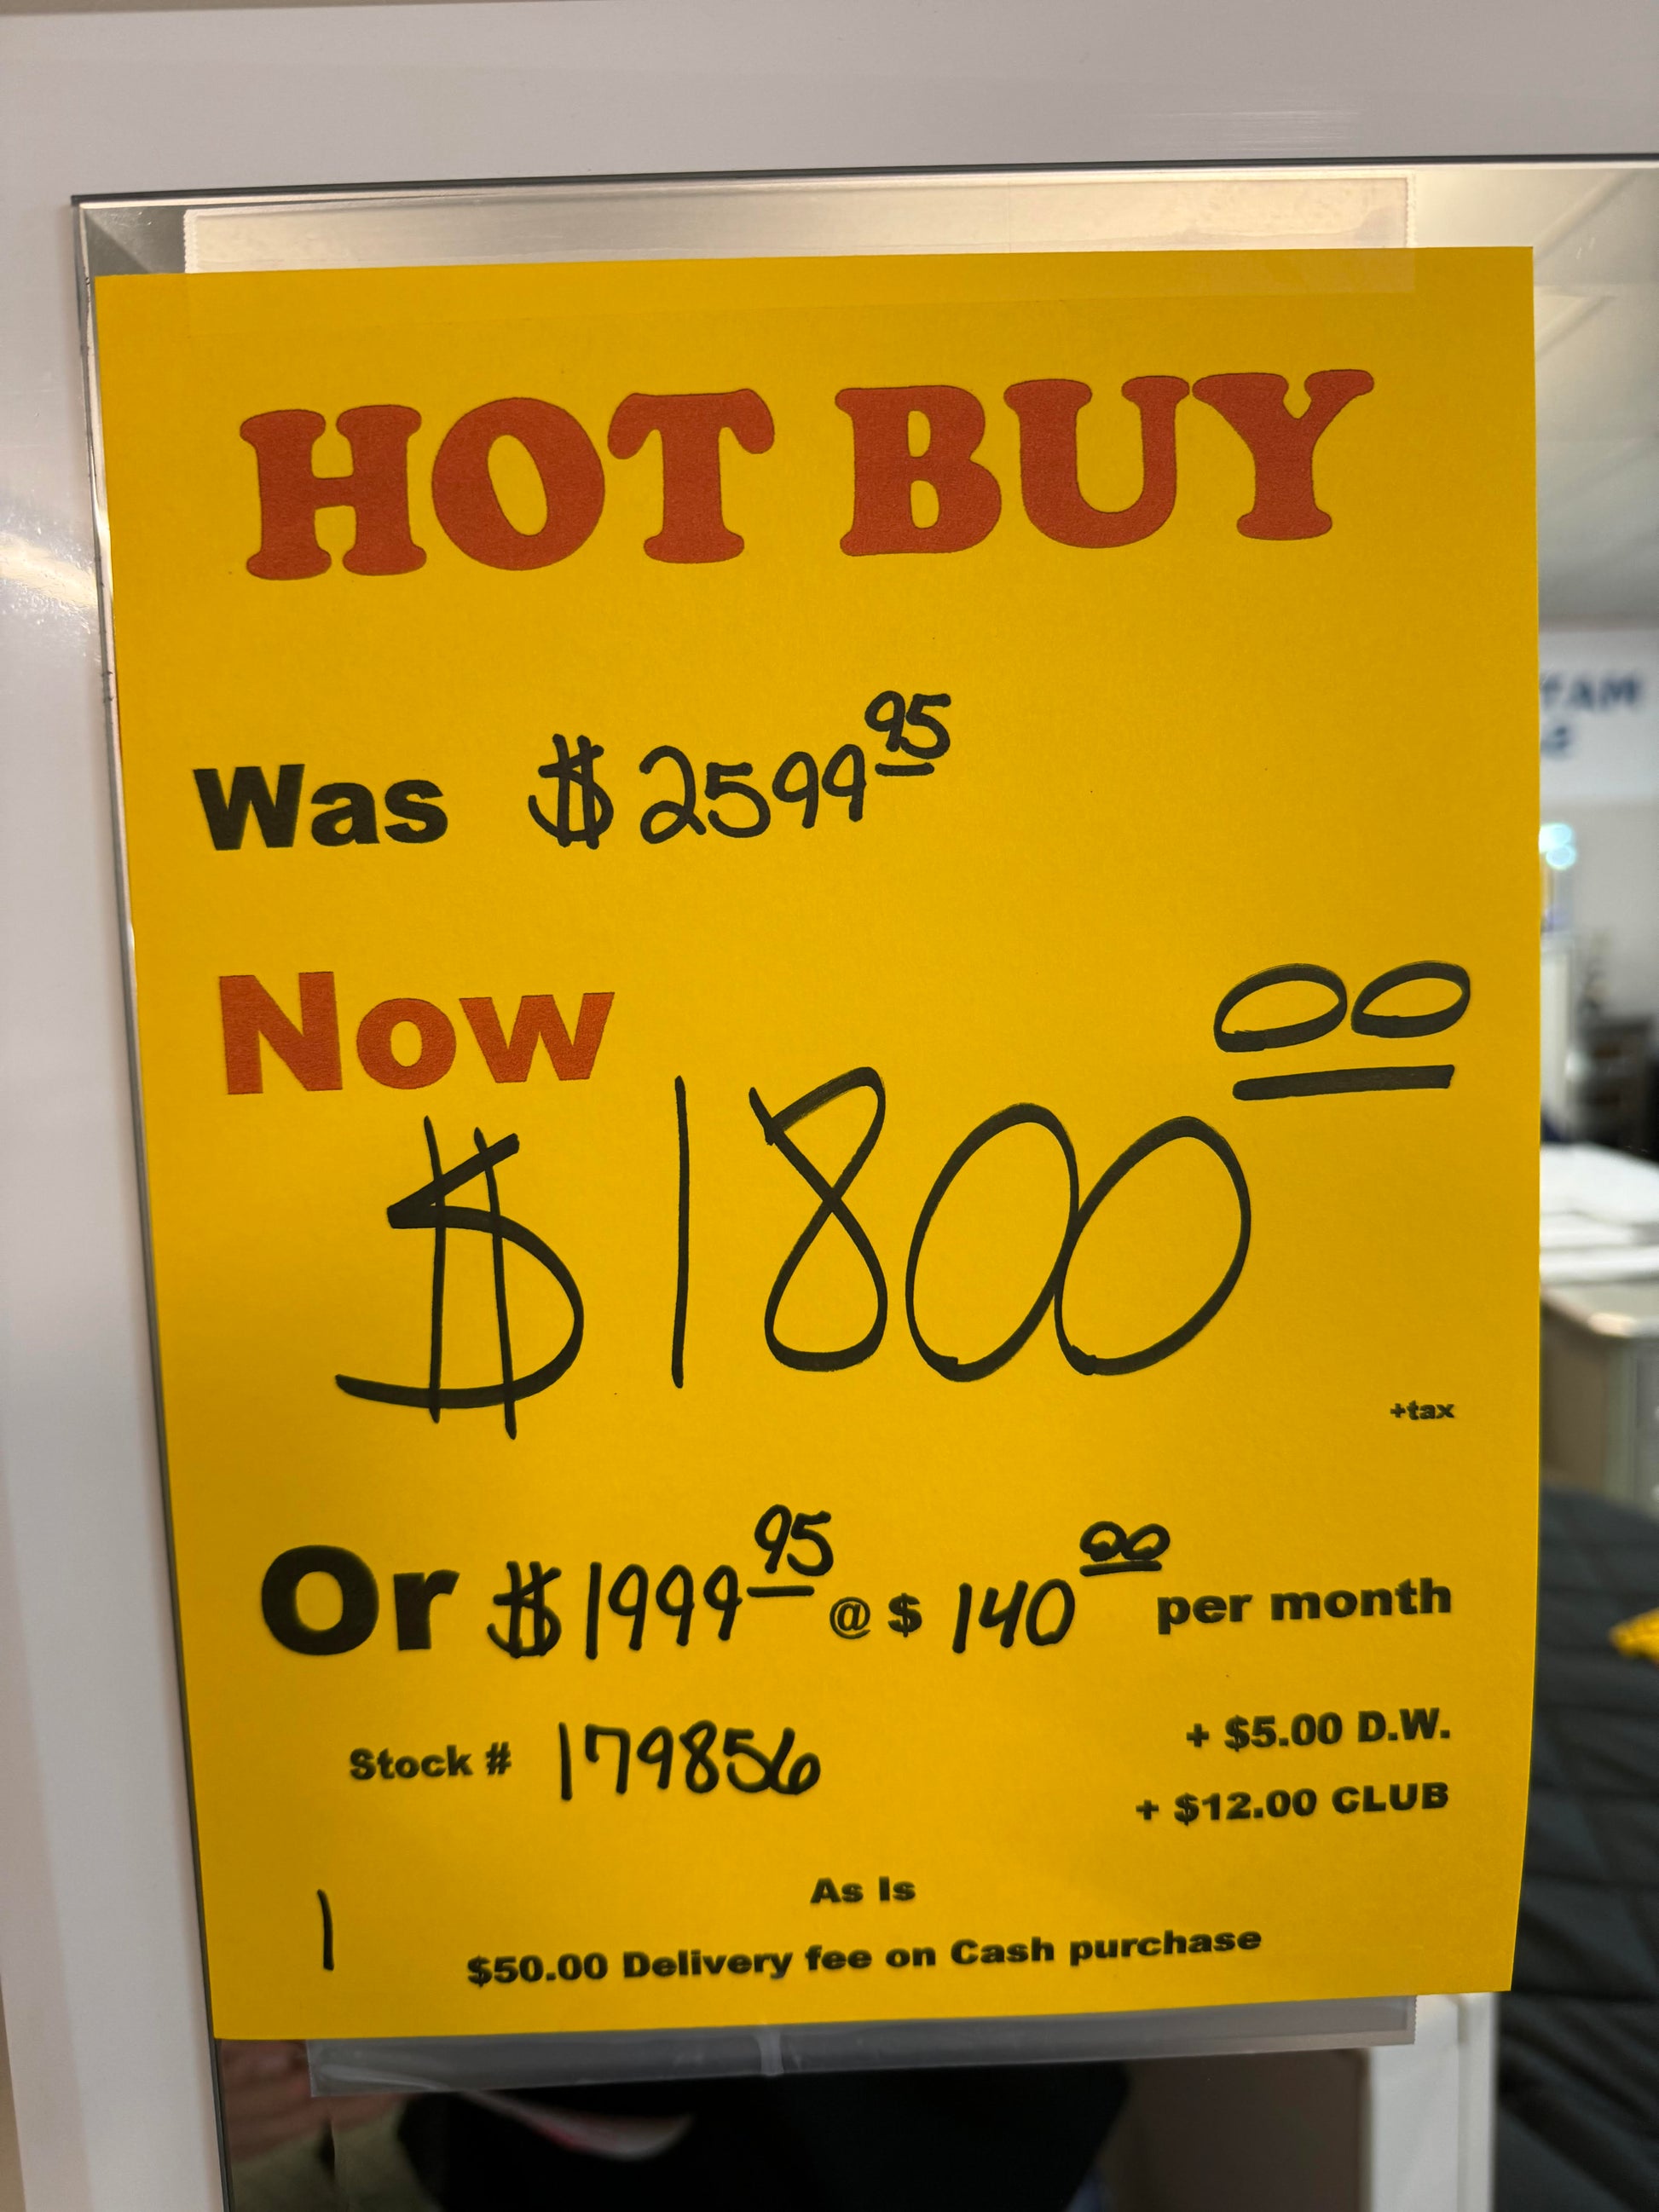 HOT BUY
Was $2599 95
Now
$1800 00
+tax
Or $1999 95 @ $ 140 00 per month
Stock # 179856
+ $5.00 D.W.
+ $12.00 CLUB
As Is
1
$50.00 Delivery fee on Cash purchase